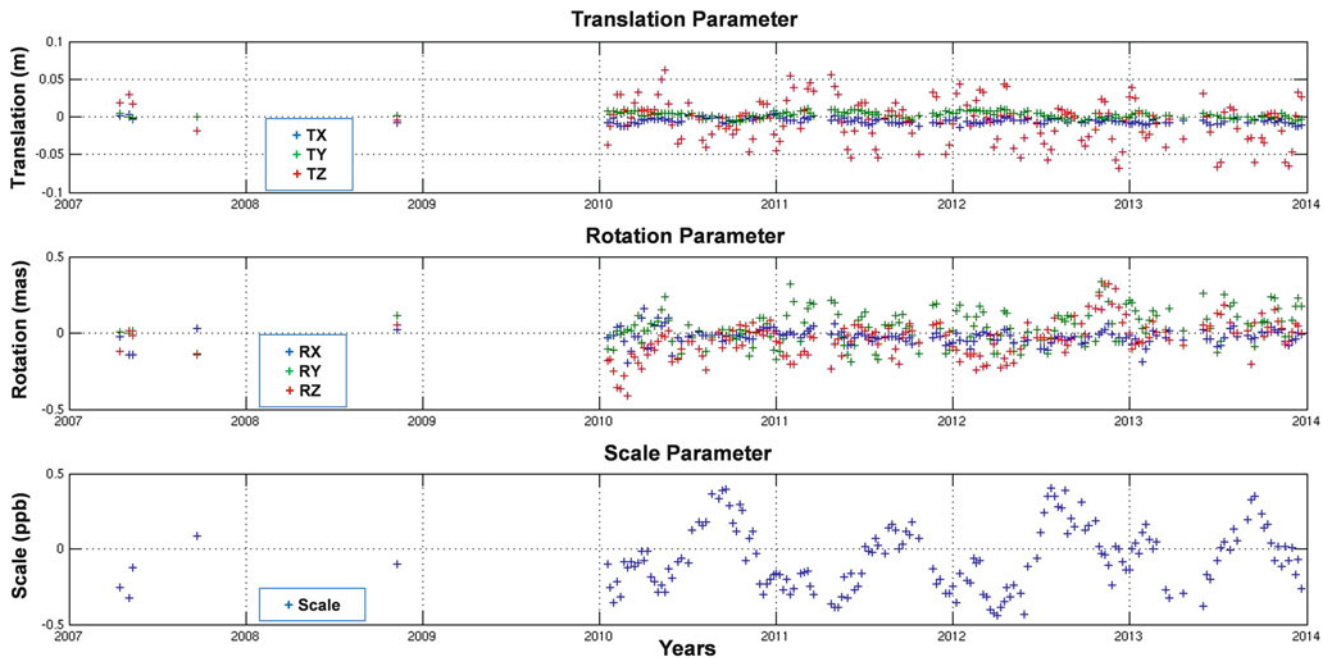 Translation Parameter
Translation (m)
0.1
0.05
0
-0.05
-0.1
TX
TY
TZ
2007 2008 2009 2010 2011 2012 2013 2014
Rotation Parameter
Rotation (mas)
0.5
0
-0.5
RX
RY
RZ
2007 2008 2009 2010 2011 2012 2013 2014
Scale Parameter
Scale (ppb)
0.5
0
-0.5
Scale
2007 2008 2009 2010 2011 2012 2013 2014
Years